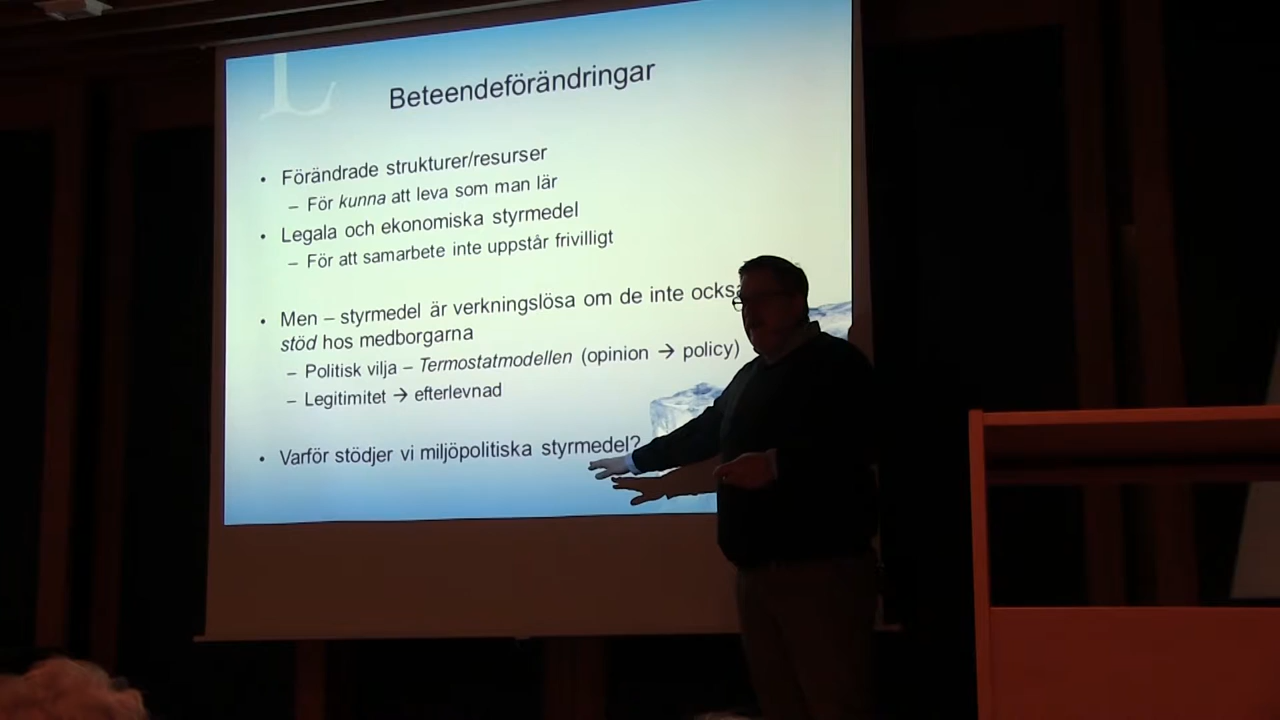 L
Beteendeförändringar
• Förändrade strukturer/resurser
– För kunna att leva som man lär
• Legala och ekonomiska styrmedel
– För att samarbete inte uppstår frivilligt
• Men – styrmedel är verkningslösa om de inte också
stöd hos medborgarna
– Politisk vilja – Termostatmodellen (opinion → policy)
– Legitimitet → efterlevnad
• Varför stödjer vi miljöpolitiska styrmedel?